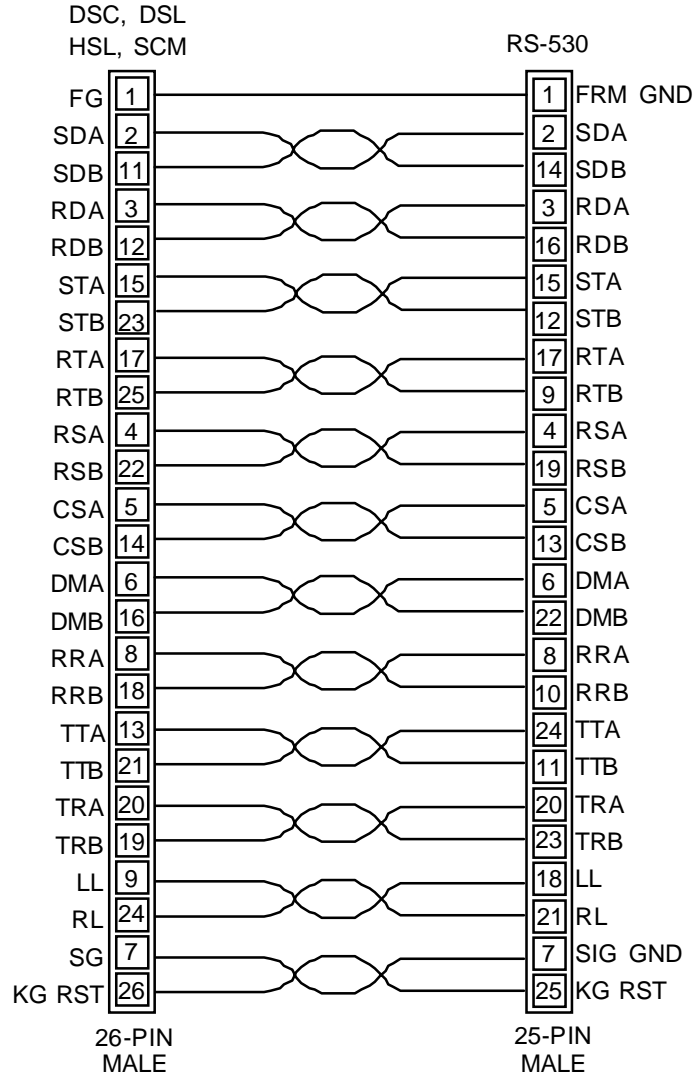 DSC, DSL
HSL, SCM RS-530
FG 1 1 FRM GND
SDA 2 2 SDA
SDB 11 14 SDB
RDA 3 3 RDA
RDB 12 16 RDB
STA 15 15 STA
STB 23 12 STB
RTA 17 17 RTA
RTB 25 9 RTB
RSA 4 4 RSA
RSB 22 19 RSB
CSA 5 5 CSA
CSB 14 13 CSB
DMA 6 6 DMA
DMB 16 22 DMB
RRA 8 8 RRA
RRB 18 10 RRB
TTA 13 24 TTA
TTB 21 11 TTB
TRA 20 20 TRA
TRB 19 23 TRB
LL 9 18 LL
RL 24 21 RL
SG 7 7 SIG GND
KG RST 26 25 KG RST
26-PIN 25-PIN
MALE MALE